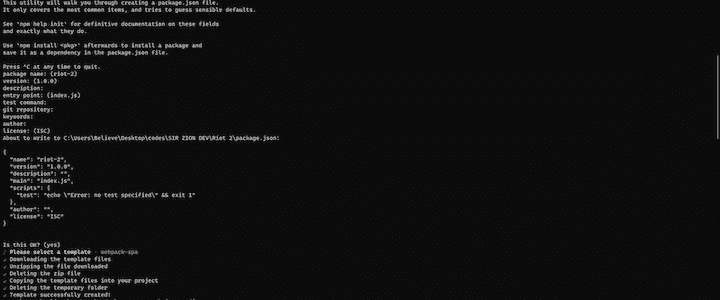 This utility will walk you through creating a package.json file.
It only covers the most common items, and tries to guess sensible defaults.
See `npm help init` for definitive documentation on these fields
and exactly what they do.
Use `npm install <pkg>` afterwards to install a package and
save it as a dependency in the package.json file.
Press ^C at any time to quit.
package name: (riot-2)
version: (1.0.0)
description:
entry point: (index.js)
test command:
git repository:
keywords:
author:
license: (ISC)
About to write to C:\Users\Believe\Desktop\codes\SIR ZION DEV\Riot 2\package.json:
{
"name": "riot-2",
"version": "1.0.0",
"description": "",
"main": "index.js",
"scripts": {
"test": "echo \"Error: no test specified\" && exit 1"
},
"author": "",
"license": "ISC"
}
Is this OK? (yes)
/ Please select a template · webpack-spa
✓ Downloading the template files
✓ Unzipping the file downloaded
✓ Deleting the zip file
✓ Copying the template files into your project
✓ Deleting the temporary folder
✓ Template successfully created!